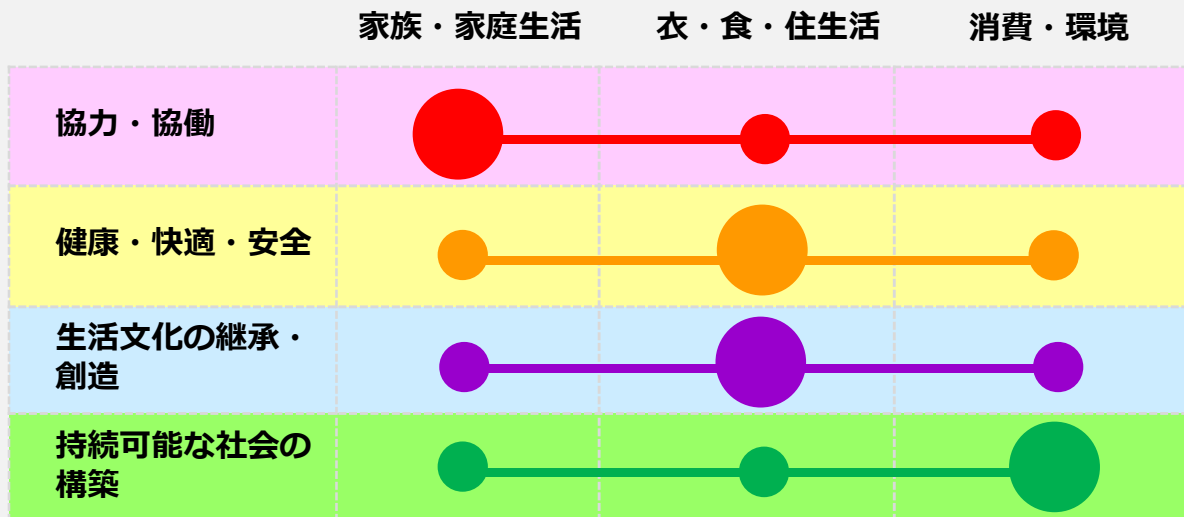 家族・家庭生活
衣・食・住生活
消費・環境
協力・協働
健康・快適・安全
生活文化の継承・
創造
持続可能な社会の
構築